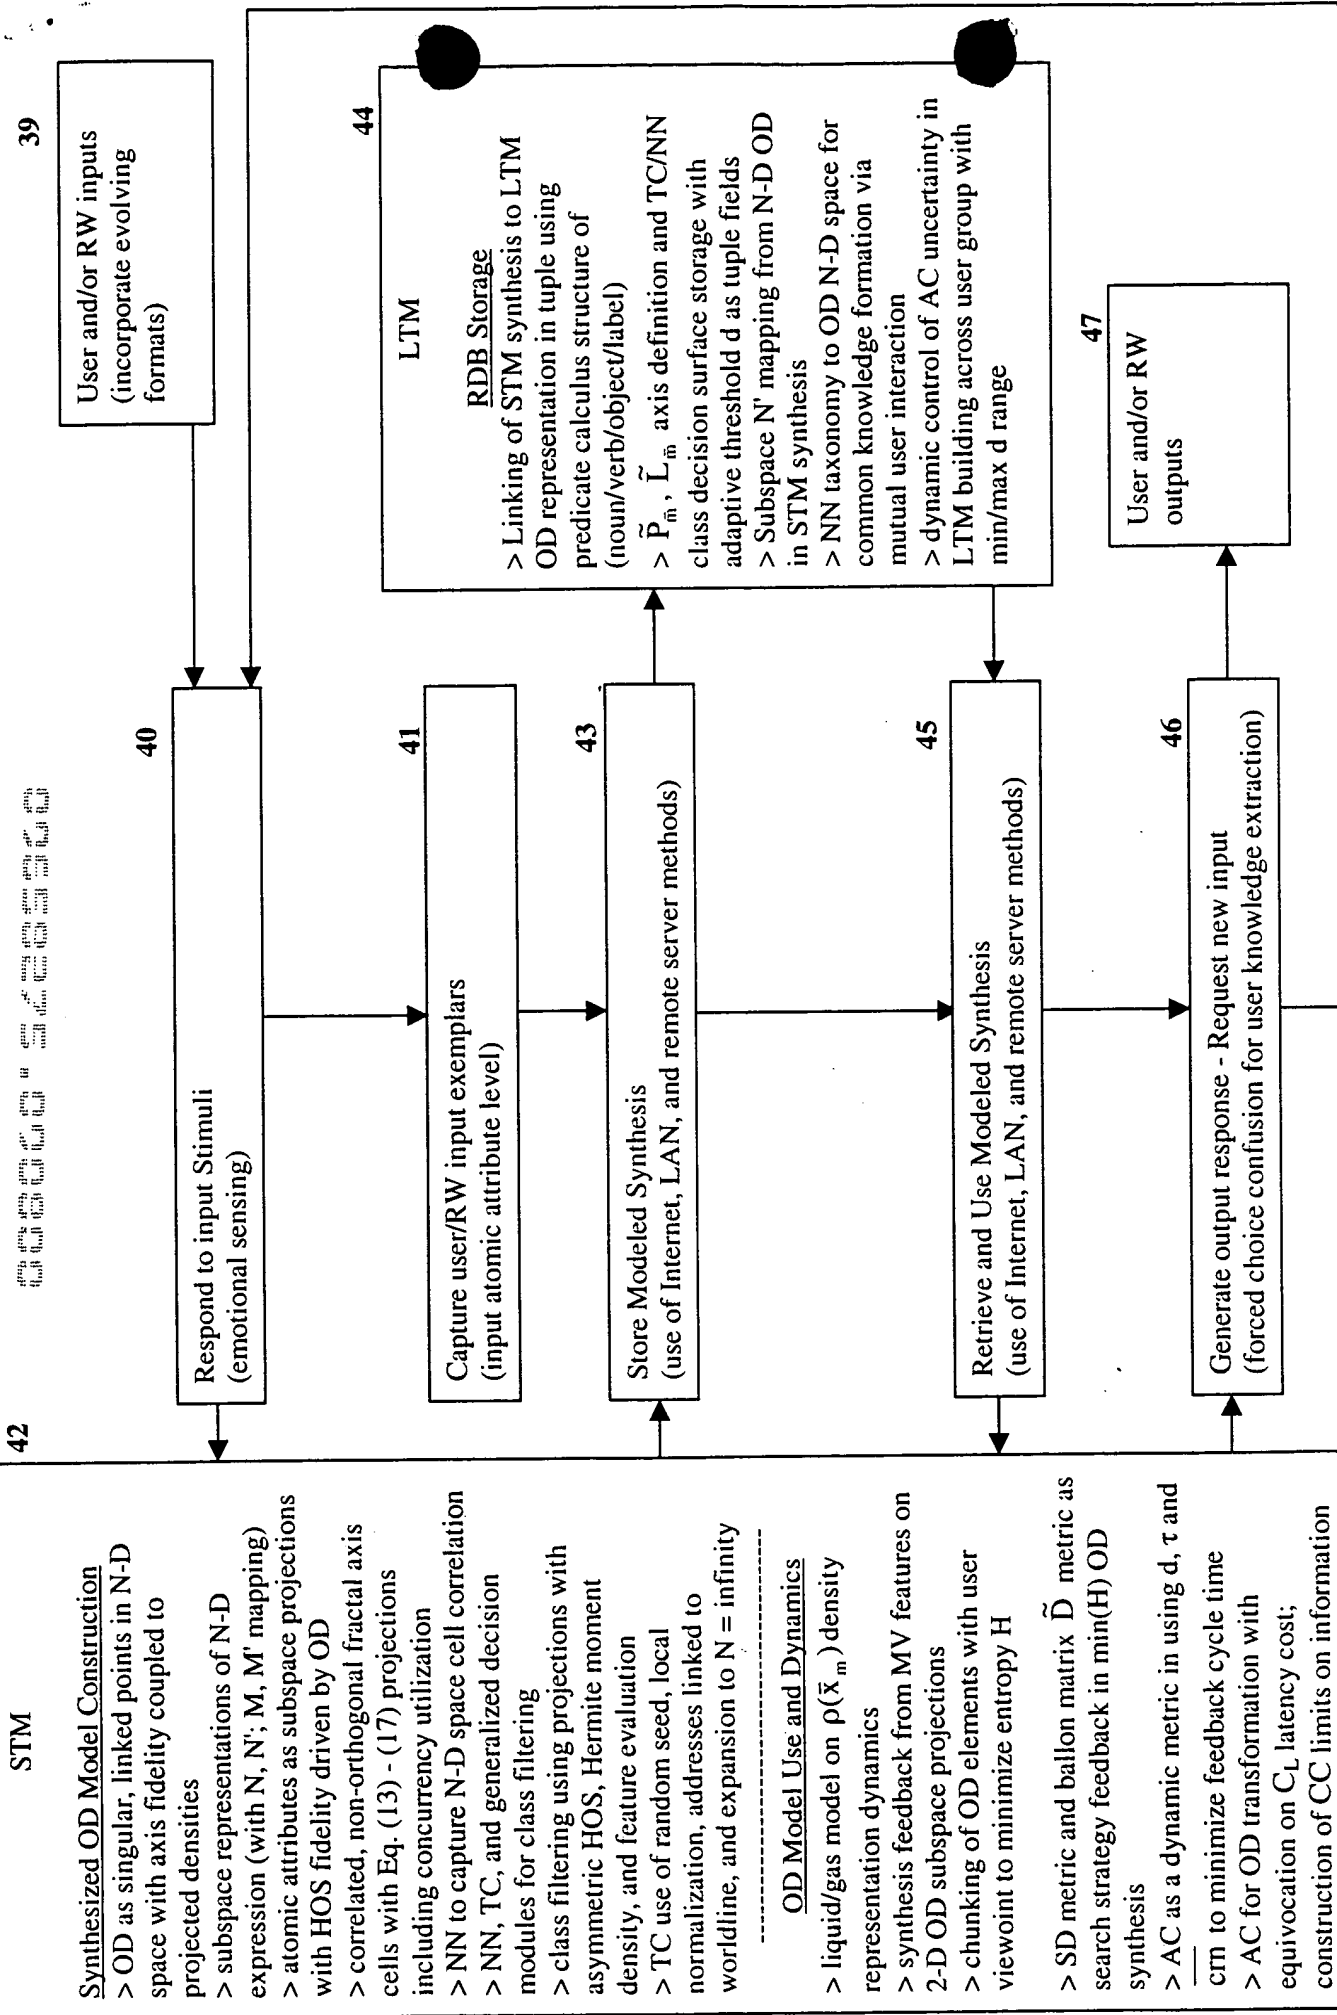 STM
42
Synthesized OD Model Construction
> OD as singular, linked points in N-D
space with axis fidelity coupled to
projected densities
> subspace representations of N-D
expression (with N, N'; M, M' mapping)
> atomic attributes as subspace projections
with HOS fidelity driven by OD
> correlated, non-orthogonal fractal axis
cells with Eq. (13) - (17) projections
including concurrency utilization
> NN to capture N-D space cell correlation
> NN, TC, and generalized decision
modules for class filtering
> class filtering using projections with
asymmetric HOS, Hermite moment
density, and feature evaluation
> TC use of random seed, local
normalization, addresses linked to
worldline, and expansion to N = infinity
OD Model Use and Dynamics
> liquid/gas model on ρ(x̄ₘ) density
representation dynamics
> synthesis feedback from MV features on
2-D OD subspace projections
> chunking of OD elements with user
viewoint to minimize entropy H
> SD metric and ballon matrix D̃ metric as
search strategy feedback in min(H) OD
synthesis
> AC as a dynamic metric in using d, τ and
crm to minimize feedback cycle time
> AC for OD transformation with
equivocation on C_L latency cost;
construction of CC limits on information
40
Respond to input Stimuli
(emotional sensing)
41
Capture user/RW input exemplars
(input atomic attribute level)
43
Store Modeled Synthesis
(use of Internet, LAN, and remote server methods)
45
Retrieve and Use Modeled Synthesis
(use of Internet, LAN, and remote server methods)
46
Generate output response - Request new input
(forced choice confusion for user knowledge extraction)
39
User and/or RW inputs
(incorporate evolving
formats)
44
LTM
RDB Storage
> Linking of STM synthesis to LTM
OD representation in tuple using
predicate calculus structure of
(noun/verb/object/label)
> P̃_m̄ , L̃_m̄ axis definition and TC/NN
class decision surface storage with
adaptive threshold d as tuple fields
> Subspace N' mapping from N-D OD
in STM synthesis
> NN taxonomy to OD N-D space for
common knowledge formation via
mutual user interaction
> dynamic control of AC uncertainty in
LTM building across user group with
min/max d range
47
User and/or RW
outputs